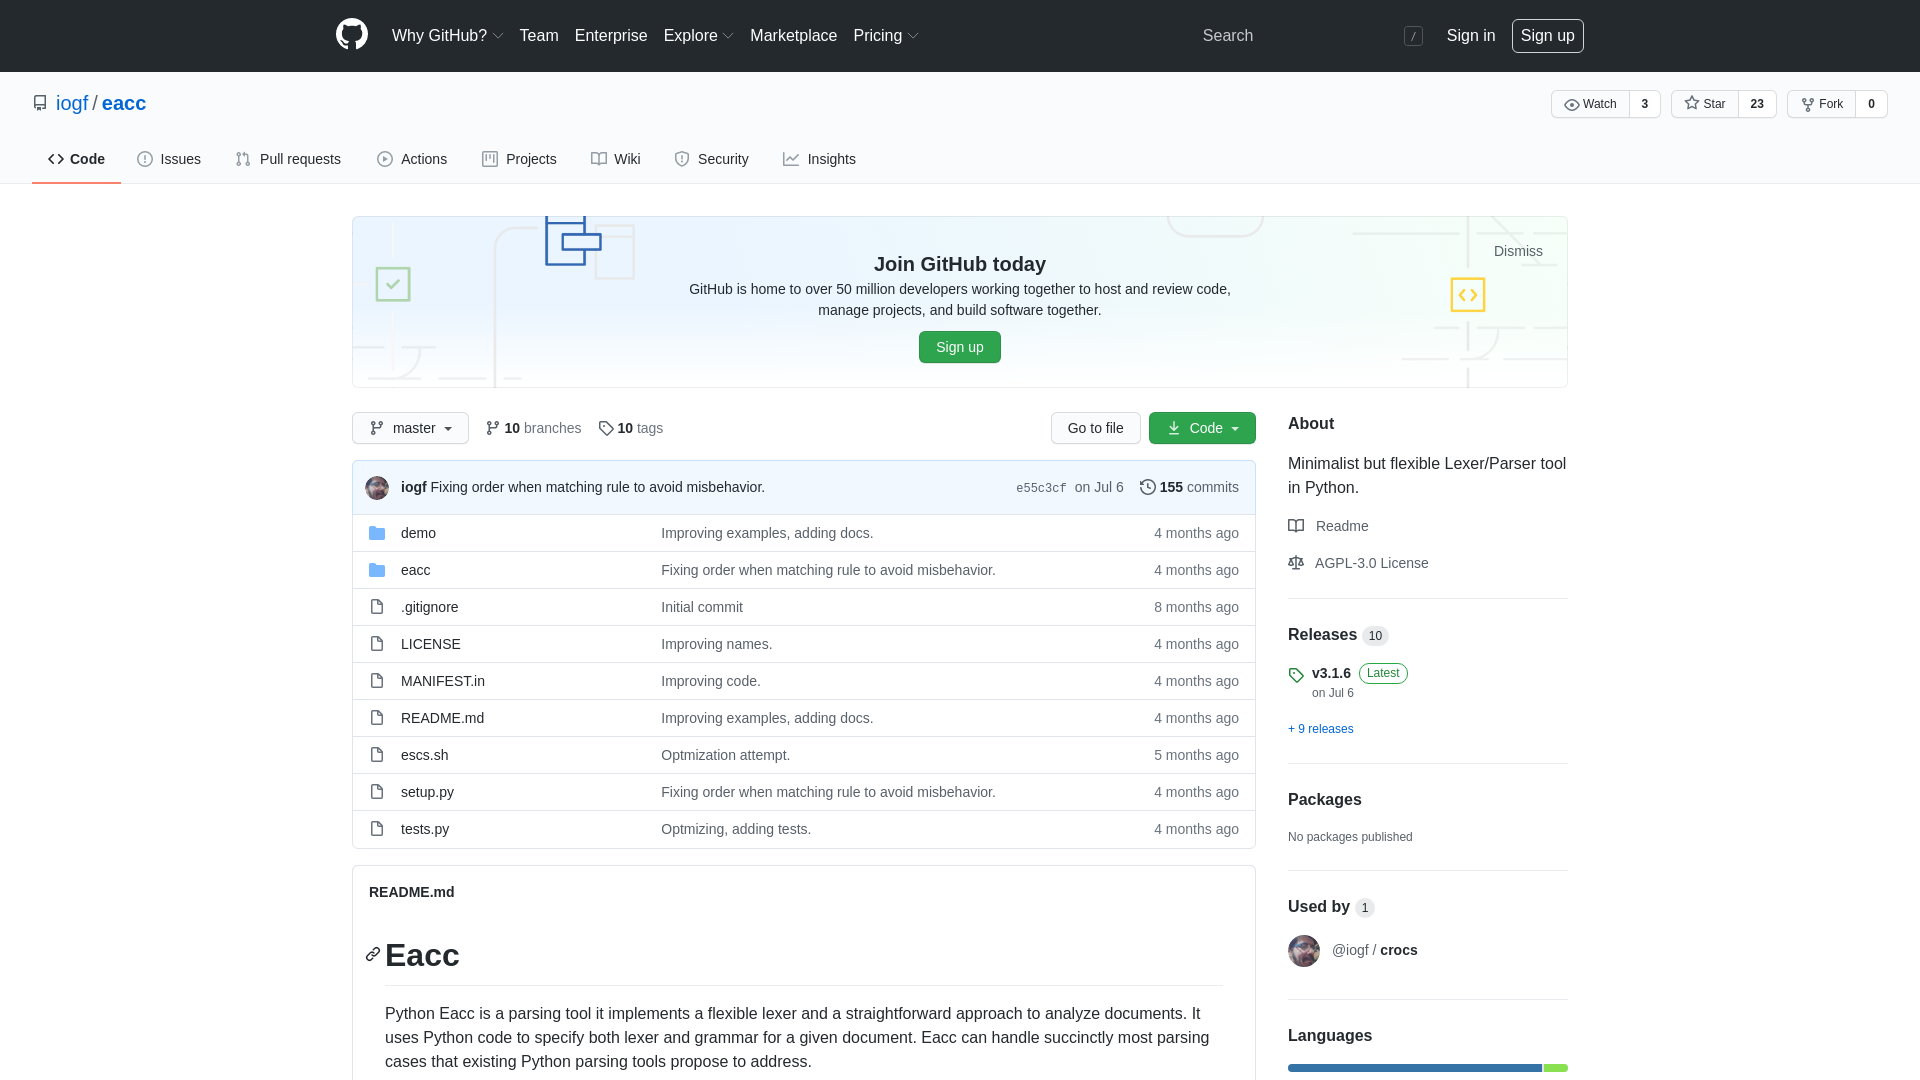 Why GitHub? Team Enterprise Explore Marketplace Pricing Search / Sign in Sign up
iogf / eacc Watch 3 Star 23 Fork 0
Code Issues Pull requests Actions Projects Wiki Security Insights
Dismiss
Join GitHub today
GitHub is home to over 50 million developers working together to host and review code,
manage projects, and build software together.
Sign up
master 10 branches 10 tags Go to file Code
iogf Fixing order when matching rule to avoid misbehavior. e55c3cf on Jul 6 155 commits
demo Improving examples, adding docs. 4 months ago
eacc Fixing order when matching rule to avoid misbehavior. 4 months ago
.gitignore Initial commit 8 months ago
LICENSE Improving names. 4 months ago
MANIFEST.in Improving code. 4 months ago
README.md Improving examples, adding docs. 4 months ago
escs.sh Optmization attempt. 5 months ago
setup.py Fixing order when matching rule to avoid misbehavior. 4 months ago
tests.py Optmizing, adding tests. 4 months ago
README.md
Eacc
Python Eacc is a parsing tool it implements a flexible lexer and a straightforward approach to analyze documents. It
uses Python code to specify both lexer and grammar for a given document. Eacc can handle succinctly most parsing
cases that existing Python parsing tools propose to address.
About
Minimalist but flexible Lexer/Parser tool
in Python.
Readme
AGPL-3.0 License
Releases 10
v3.1.6 Latest
on Jul 6
+ 9 releases
Packages
No packages published
Used by 1
@iogf / crocs
Languages